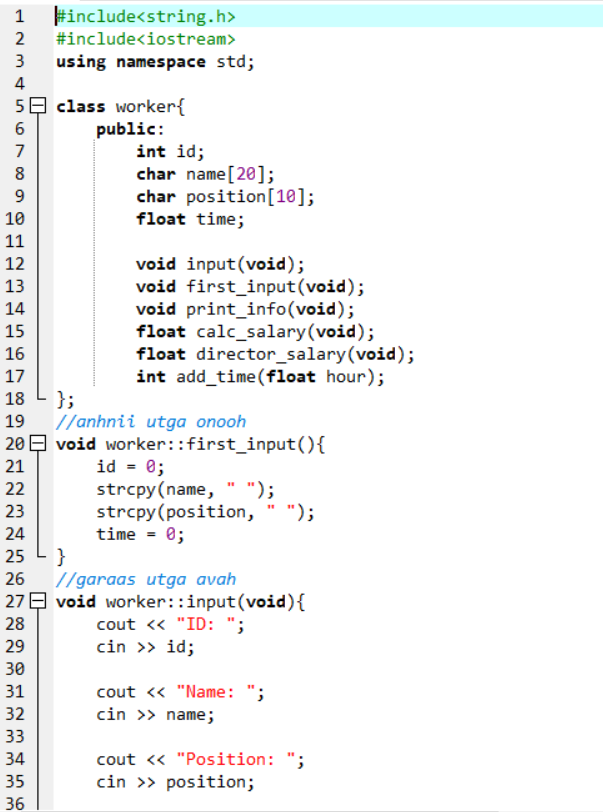 1 #include<string.h>
2 #include<iostream>
3 using namespace std;
4
5 class worker{
6 public:
7 int id;
8 char name[20];
9 char position[10];
10 float time;
11
12 void input(void);
13 void first_input(void);
14 void print_info(void);
15 float calc_salary(void);
16 float director_salary(void);
17 int add_time(float hour);
18 };
19 //anhnii utga onooh
20 void worker::first_input(){
21 id = 0;
22 strcpy(name, " ");
23 strcpy(position, " ");
24 time = 0;
25 }
26 //garaas utga avah
27 void worker::input(void){
28 cout << "ID: ";
29 cin >> id;
30
31 cout << "Name: ";
32 cin >> name;
33
34 cout << "Position: ";
35 cin >> position;
36